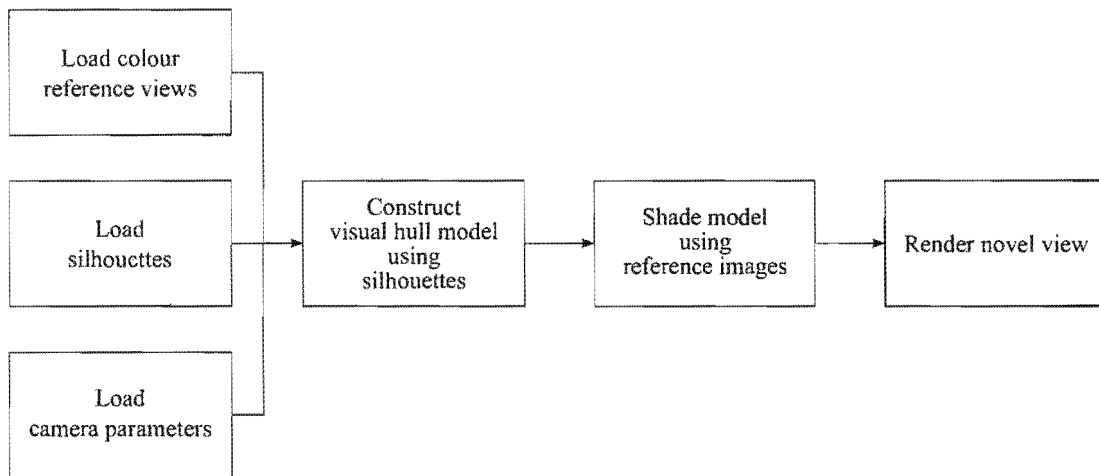 Load colour
reference views
Load
silhouettes
Load
camera parameters
Construct
visual hull model
using
silhouettes
Shade model
using
reference images
Render novel view